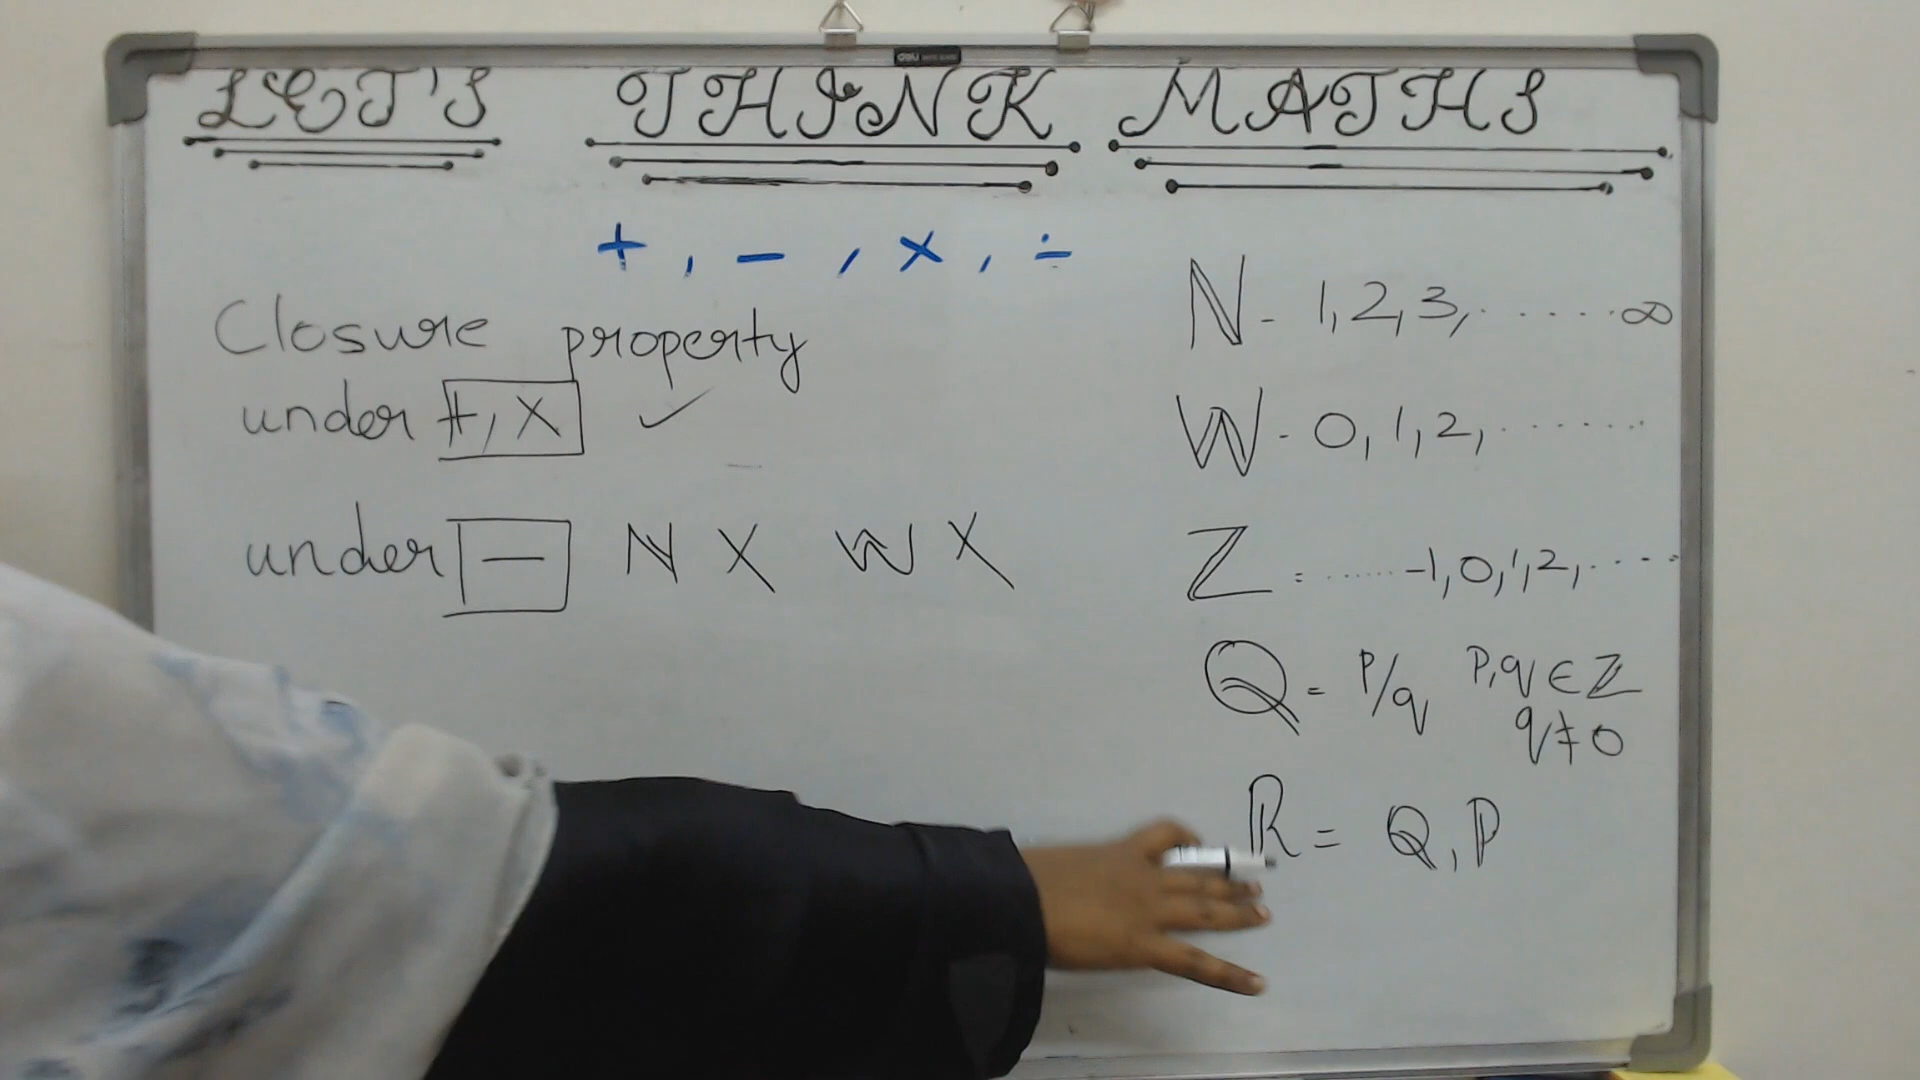 LET'S THINK MATHS
+, -, ×, ÷
Closure property
under +, × ✓
under - N X W X
N - 1, 2, 3, ...... ∞
W - 0, 1, 2, ......
Z = ...... -1, 0, 1, 2, ....
Q = p/q p, q ∈ Z
q ≠ 0
R = Q, P